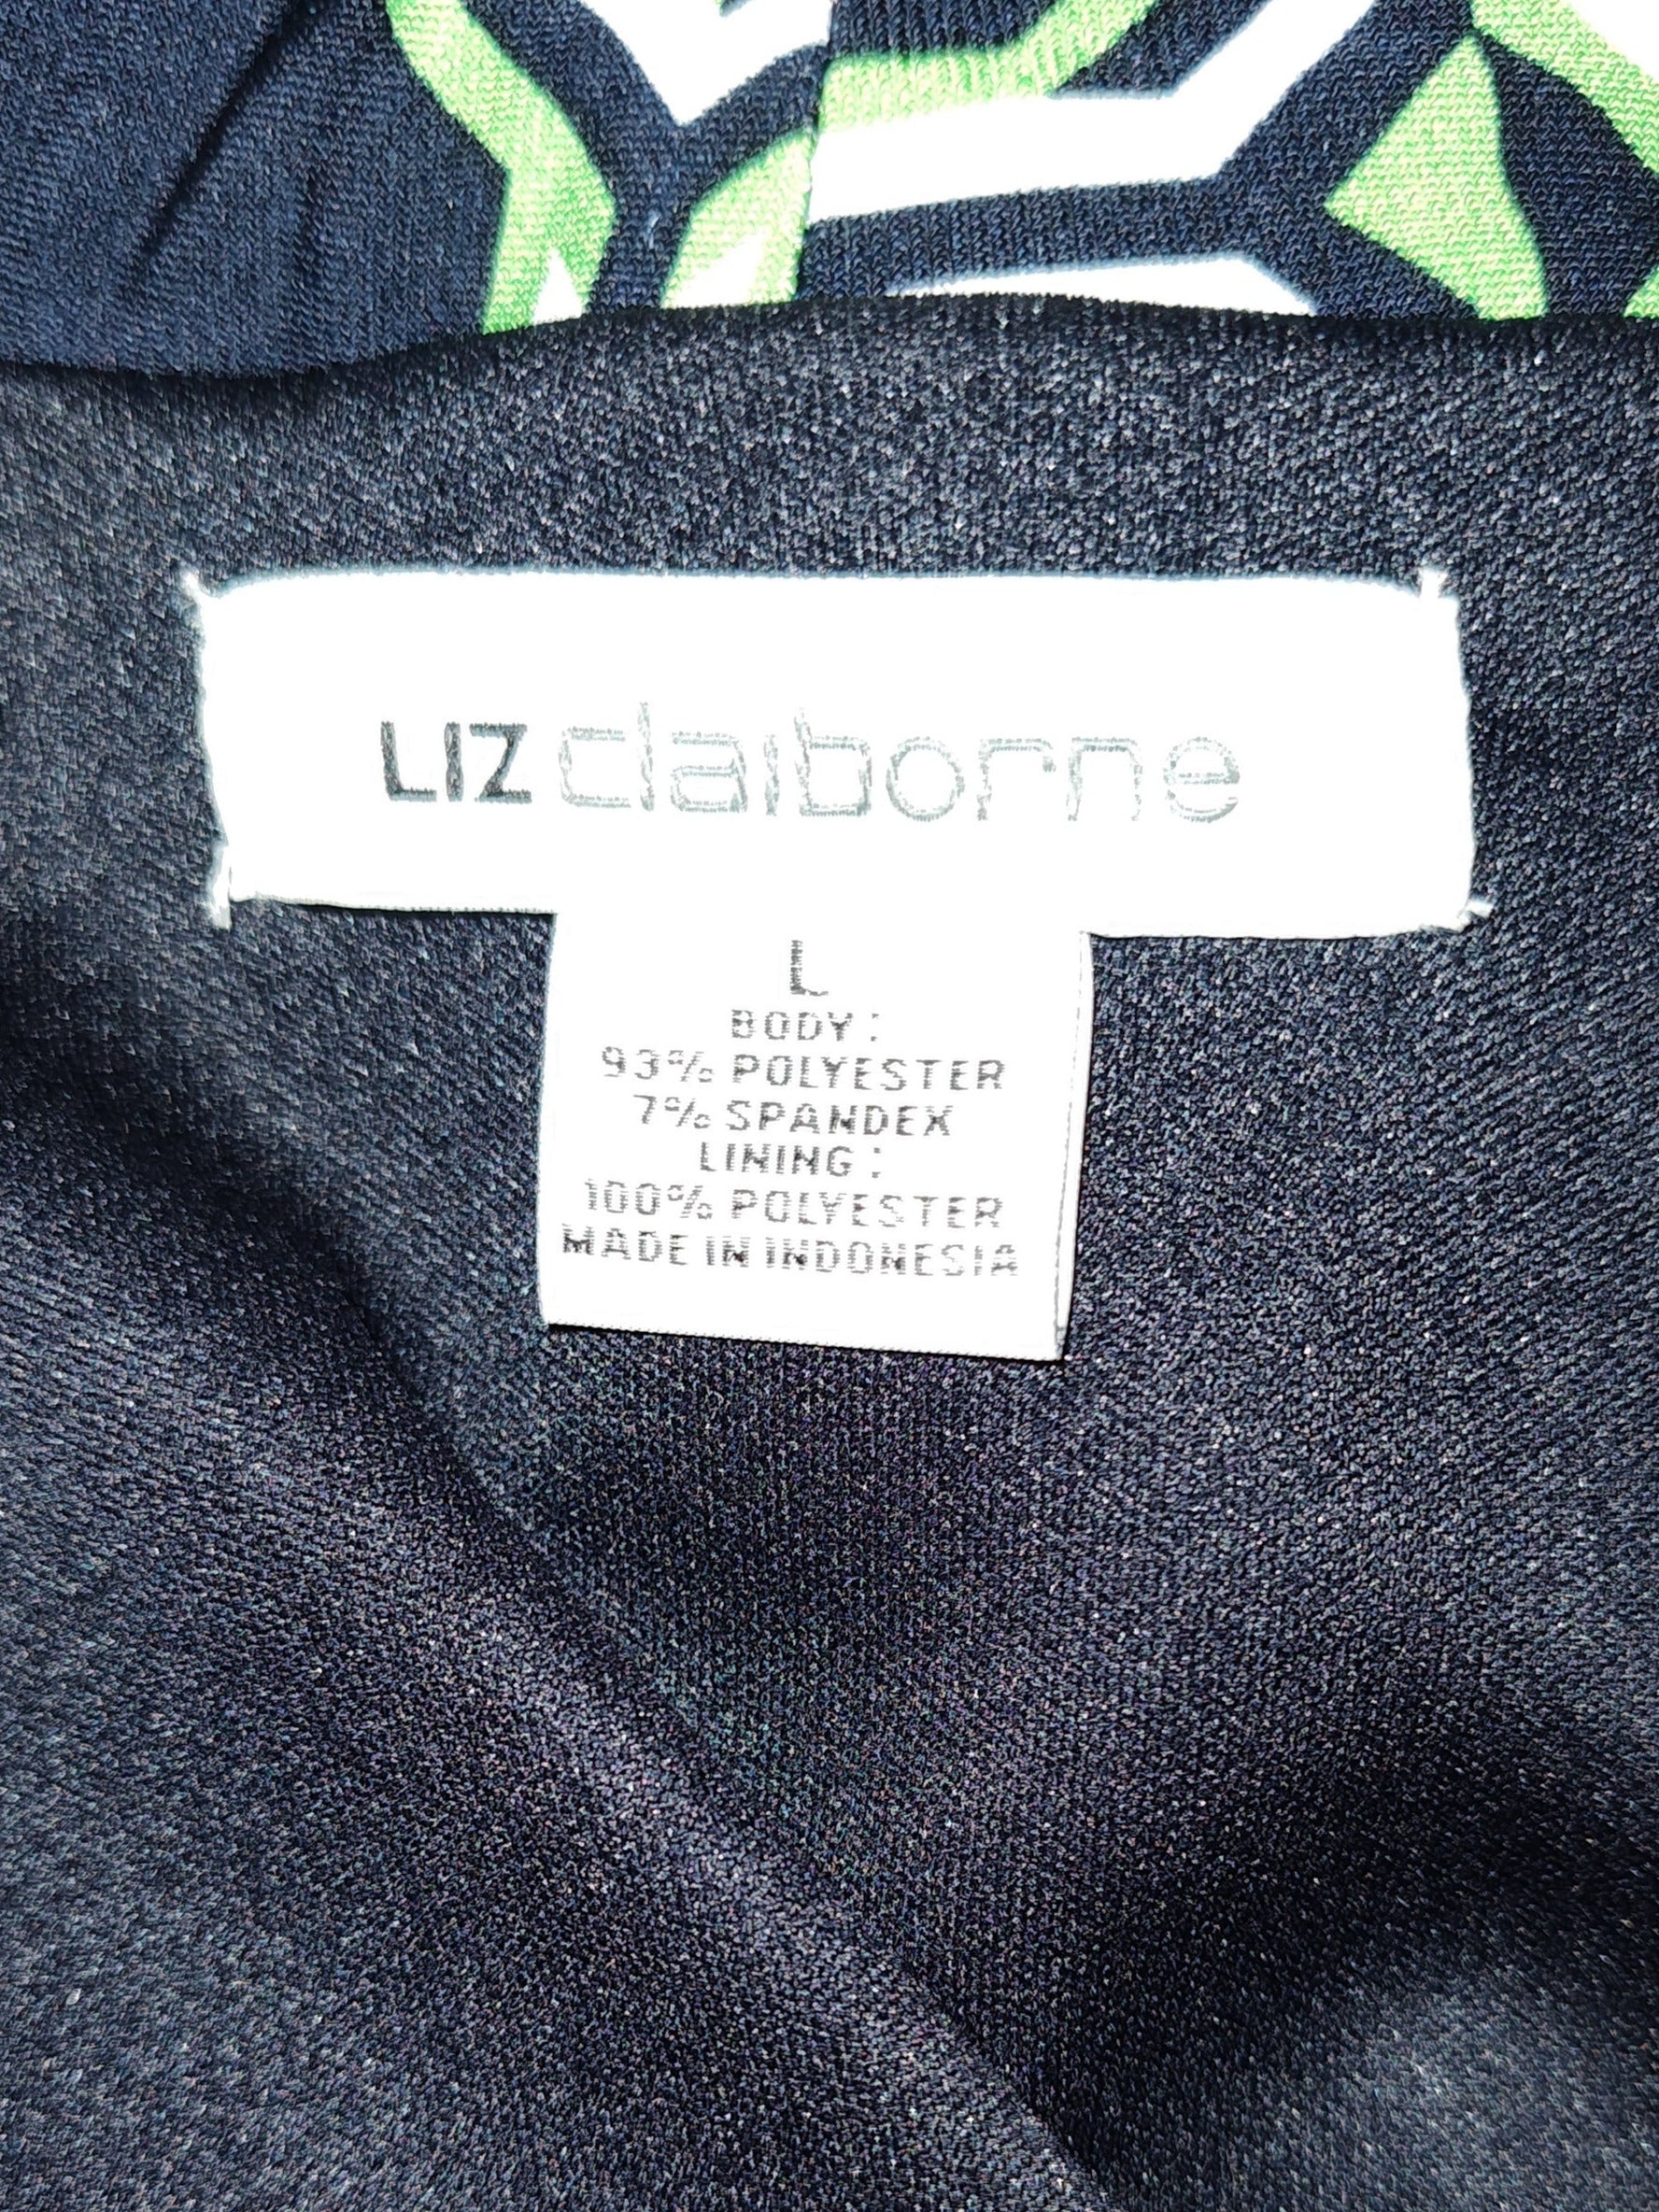 LIZ claiborne
L
BODY:
93% POLYESTER
7% SPANDEX
LINING:
100% POLYESTER
MADE IN INDONESIA